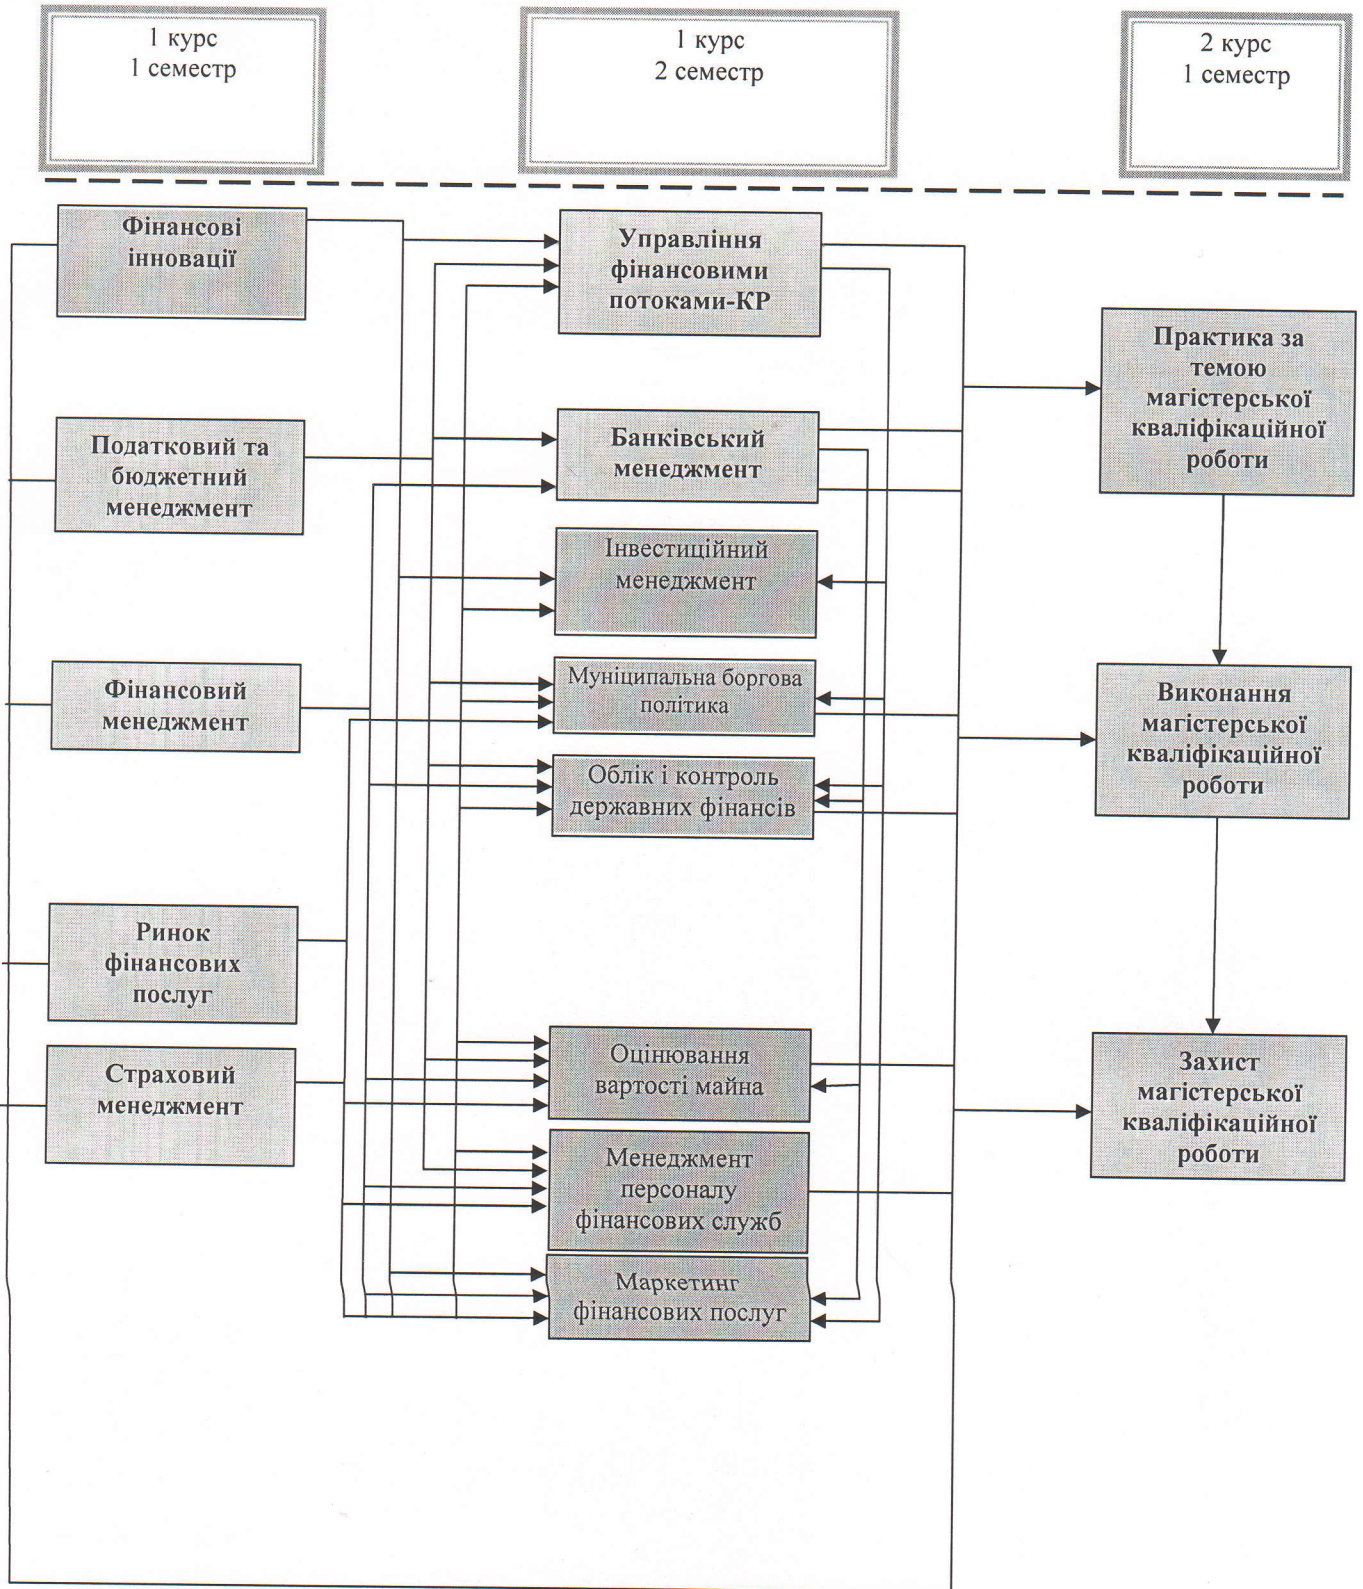 1 курс
1 семестр
1 курс
2 семестр
2 курс
1 семестр
Фінансові
інновації
Податковий та
бюджетний
менеджмент
Фінансовий
менеджмент
Ринок
фінансових
послуг
Страховий
менеджмент
Управління
фінансовими
потоками-КР
Банківський
менеджмент
Інвестиційний
менеджмент
Муніципальна боргова
політика
Облік і контроль
державних фінансів
Оцінювання
вартості майна
Менеджмент
персоналу
фінансових служб
Маркетинг
фінансових послуг
Практика за
темою
магістерської
кваліфікаційної
роботи
Виконання
магістерської
кваліфікаційної
роботи
Захист
магістерської
кваліфікаційної
роботи